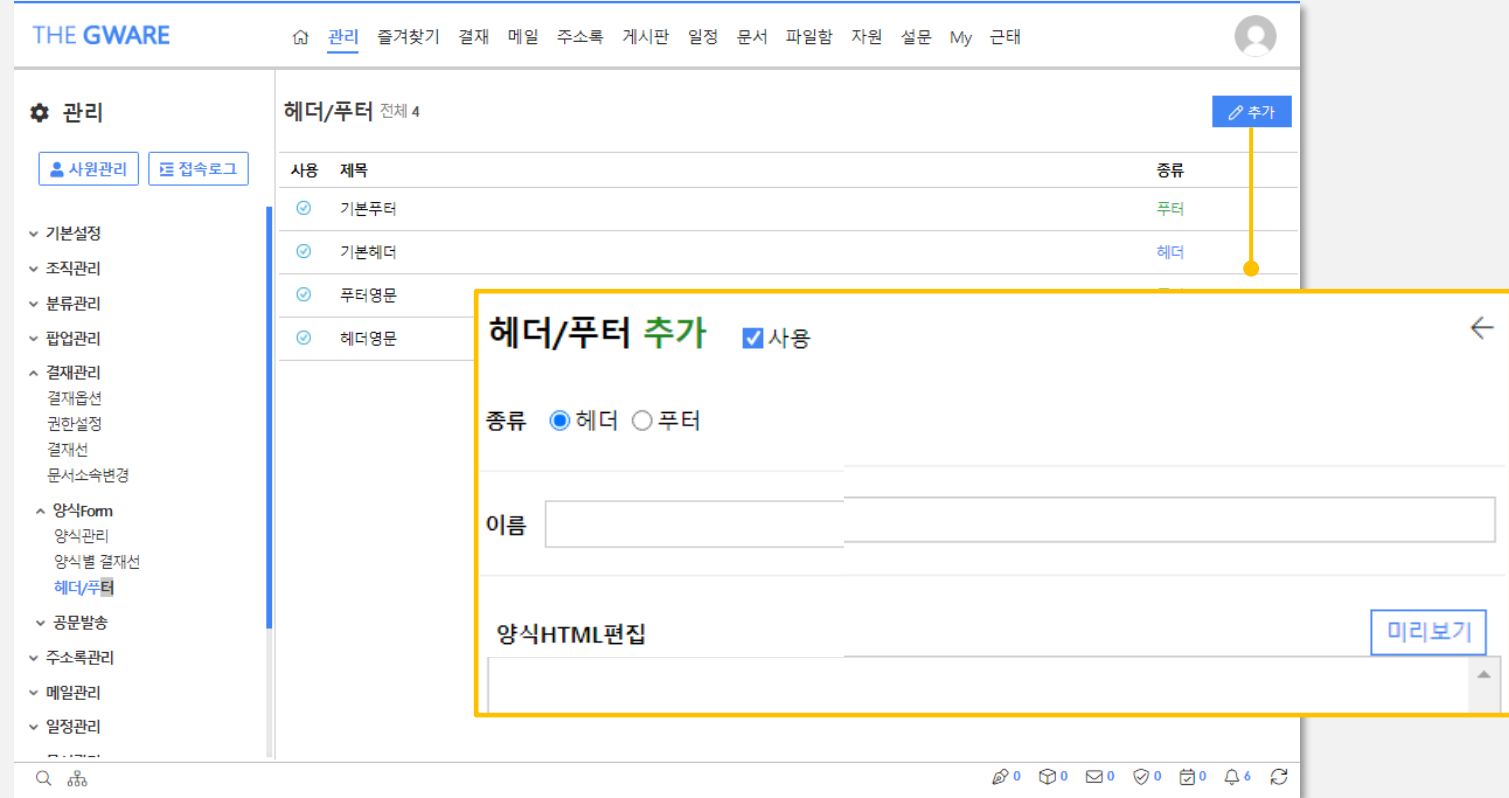 THE GWARE
관리 즐겨찾기 결재 메일 주소록 게시판 일정 문서 파일함 자원 설문 My 근태
관리
사원관리 접속로그
기본설정
조직관리
분류관리
팝업관리
결재관리
결재옵션
권한설정
결재선
문서소속변경
양식Form
양식관리
양식별 결재선
헤더/푸터
공문발송
주소록관리
메일관리
일정관리
헤더/푸터 전체 4
추가
사용 제목 종류
기본푸터 푸터
기본헤더 헤더
푸터영문
헤더영문
헤더/푸터 추가 사용
종류 헤더 푸터
이름
양식HTML편집 미리보기
0 0 0 0 0 6